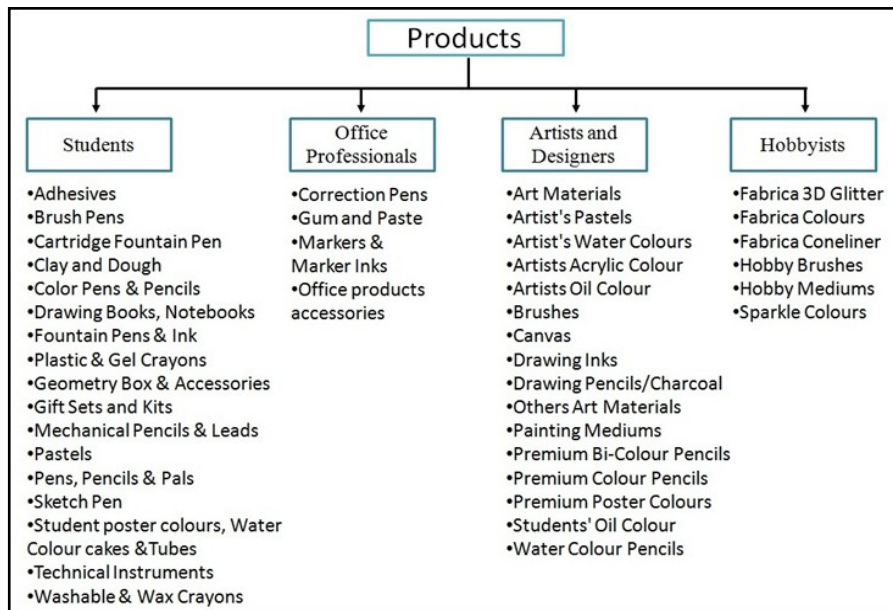 Products
Students
•Adhesives
•Brush Pens
•Cartridge Fountain Pen
•Clay and Dough
•Color Pens & Pencils
•Drawing Books, Notebooks
•Fountain Pens & Ink
•Plastic & Gel Crayons
•Geometry Box & Accessories
•Gift Sets and Kits
•Mechanical Pencils & Leads
•Pastels
•Pens, Pencils & Pals
•Sketch Pen
•Student poster colours, Water
Colour cakes &Tubes
•Technical Instruments
•Washable & Wax Crayons
Office
Professionals
•Correction Pens
•Gum and Paste
•Markers &
Marker Inks
•Office products
accessories
Artists and
Designers
•Art Materials
•Artist's Pastels
•Artist's Water Colours
•Artists Acrylic Colour
•Artists Oil Colour
•Brushes
•Canvas
•Drawing Inks
•Drawing Pencils/Charcoal
•Others Art Materials
•Painting Mediums
•Premium Bi-Colour Pencils
•Premium Colour Pencils
•Premium Poster Colours
•Students' Oil Colour
•Water Colour Pencils
Hobbyists
•Fabrica 3D Glitter
•Fabrica Colours
•Fabrica Coneliner
•Hobby Brushes
•Hobby Mediums
•Sparkle Colours